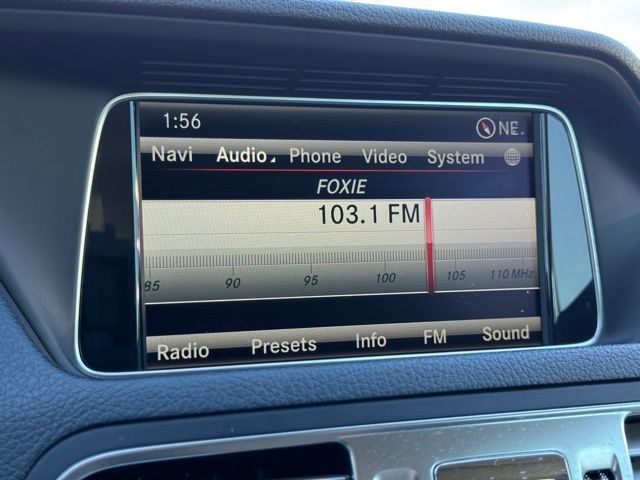 1:56 NE.
Navi Audio Phone Video System
FOXIE
103.1 FM
85 90 95 100 105 110 MHz
Radio Presets Info FM Sound